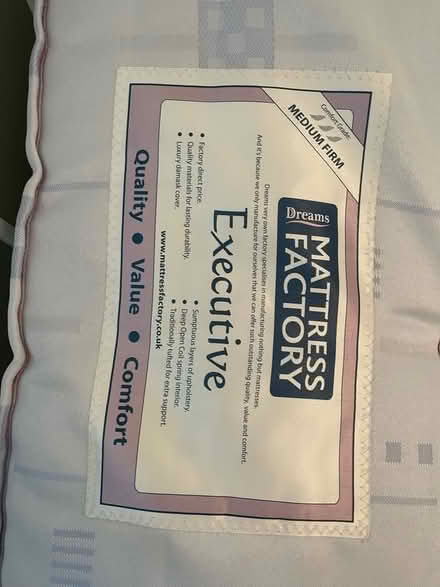 Comfort Grade:
MEDIUM FIRM
Dreams
MATTRESS
FACTORY
Dreams very own factory specialises in manufacturing nothing but mattresses.
And it's because we only manufacture for ourselves that we can offer such outstanding quality, value and comfort.
Executive
• Factory direct price.
• Quality materials for lasting durability.
• Luxury damask cover.
• Sumptuous layers of upholstery.
• Deep Open Coil spring interior.
• Traditionally tufted for extra support.
www.mattressfactory.co.uk
Quality • Value • Comfort